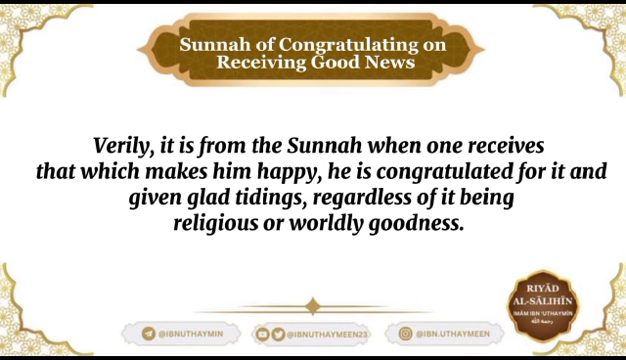 Sunnah of Congratulating on
Receiving Good News
Verily, it is from the Sunnah when one receives
that which makes him happy, he is congratulated for it and
given glad tidings, regardless of it being
religious or worldly goodness.
RIYĀD
AL-SĀLIHĪN
IMĀM IBN 'UTHAYMĪN
رحمه الله
@IBNUTHAYMIN
@IBNUTHAYMEEN23
@IBN.UTHAYMEEN